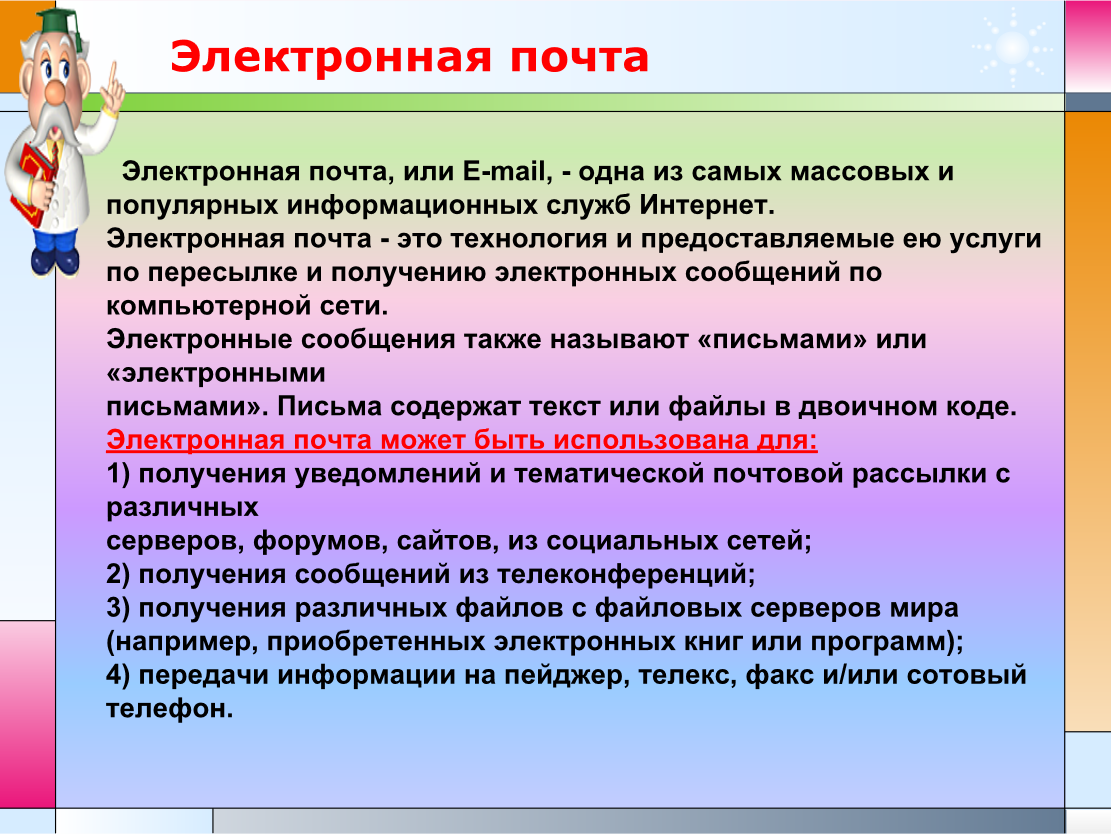 Электронная почта
Электронная почта, или E-mail, - одна из самых массовых и
популярных информационных служб Интернет.
Электронная почта - это технология и предоставляемые ею услуги
по пересылке и получению электронных сообщений по
компьютерной сети.
Электронные сообщения также называют «письмами» или
«электронными
письмами». Письма содержат текст или файлы в двоичном коде.
Электронная почта может быть использована для:
1) получения уведомлений и тематической почтовой рассылки с
различных
серверов, форумов, сайтов, из социальных сетей;
2) получения сообщений из телеконференций;
3) получения различных файлов с файловых серверов мира
(например, приобретенных электронных книг или программ);
4) передачи информации на пейджер, телекс, факс и/или сотовый
телефон.